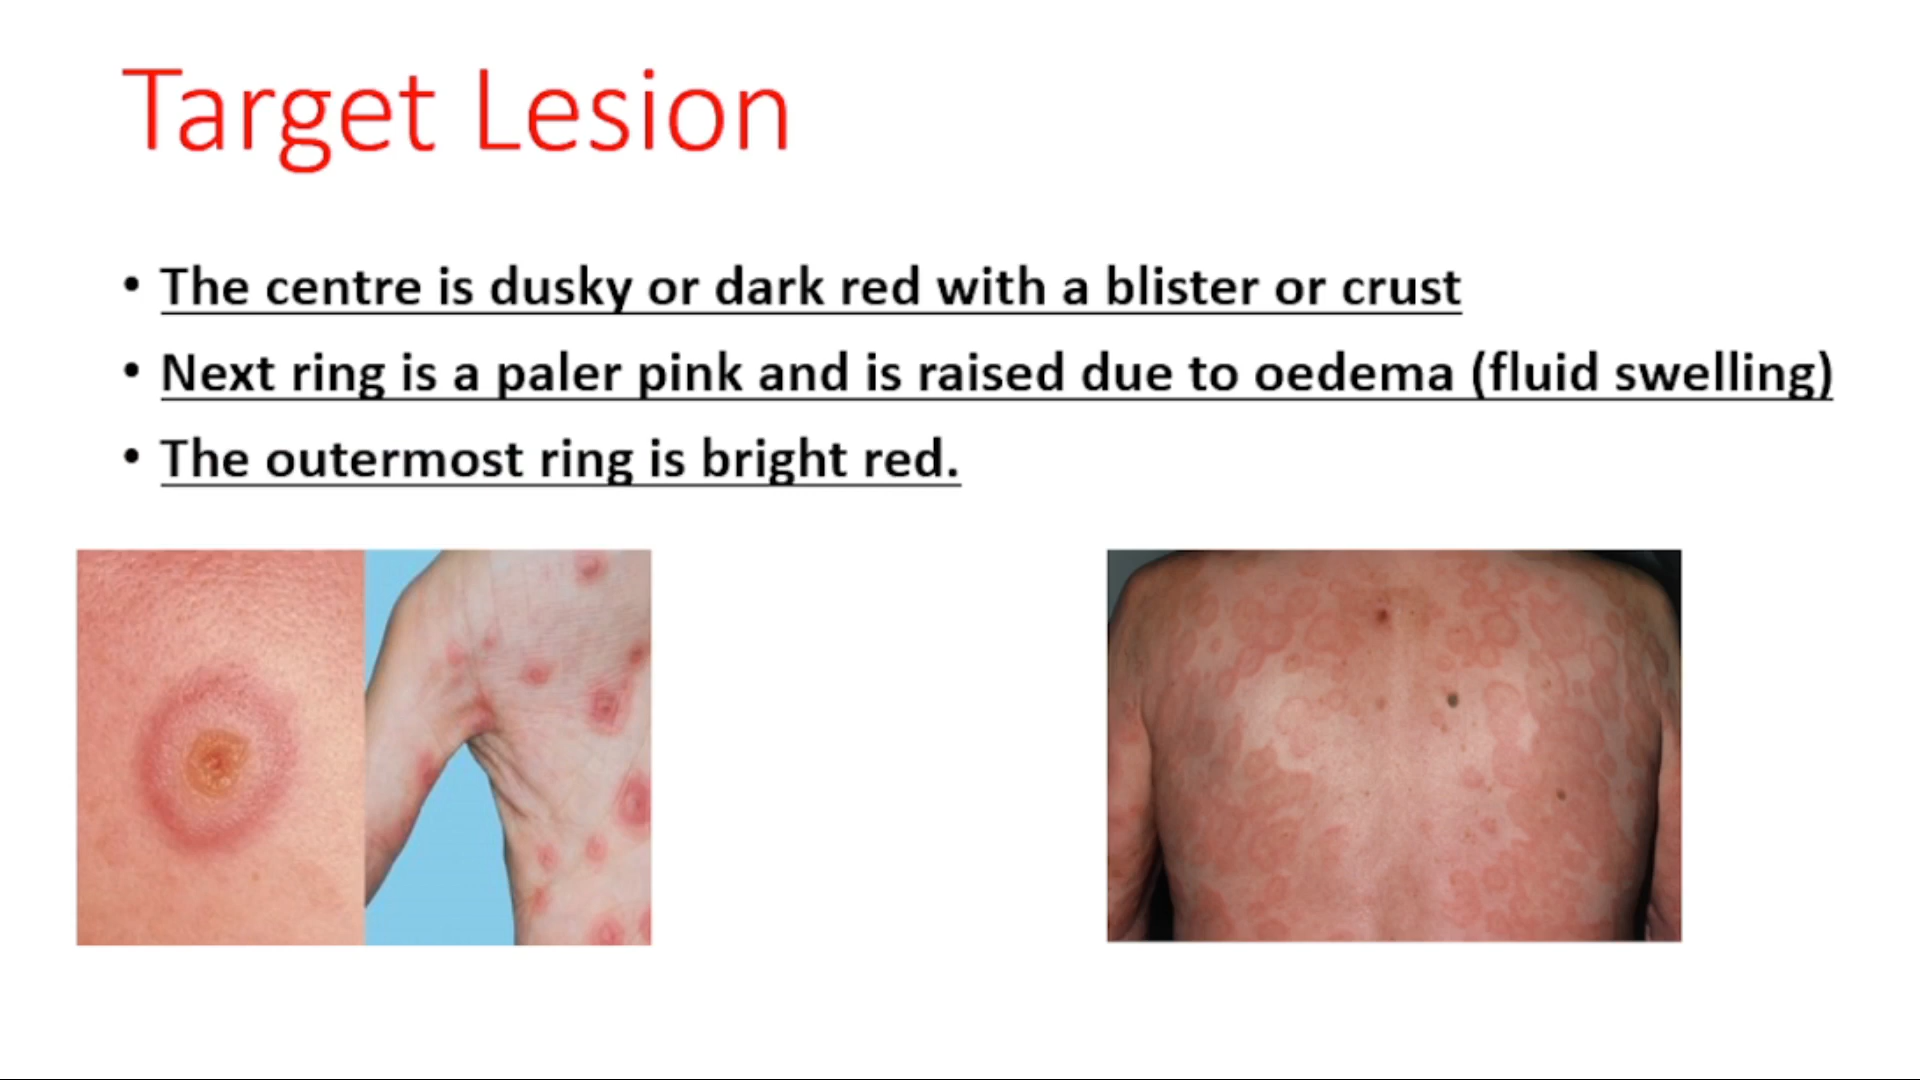 Target Lesion
• The centre is dusky or dark red with a blister or crust
• Next ring is a paler pink and is raised due to oedema (fluid swelling)
• The outermost ring is bright red.